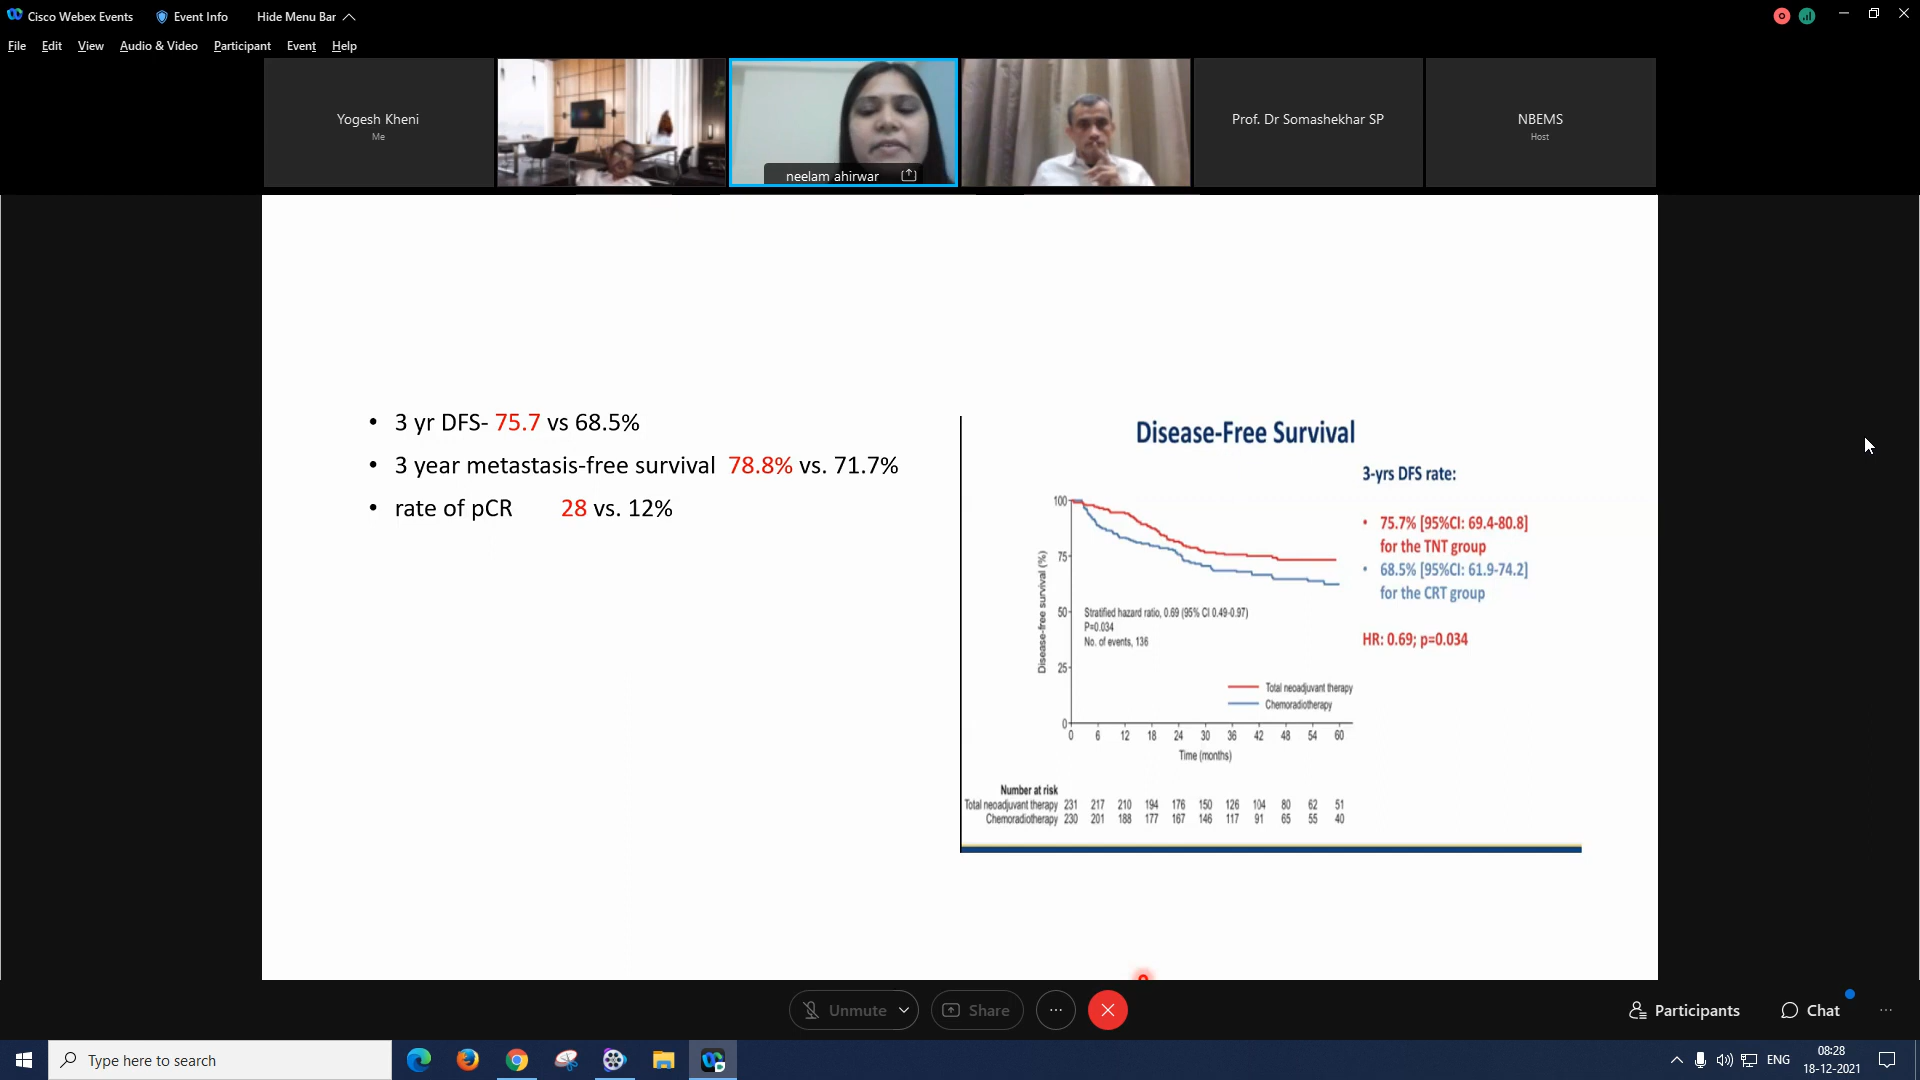 Cisco Webex Events
Event Info
Hide Menu Bar
File Edit View Audio & Video Participant Event Help
Yogesh Kheni
Me
neelam ahirwar
Prof. Dr Somashekhar SP
NBEMS
Host
• 3 yr DFS- 75.7 vs 68.5%
• 3 year metastasis-free survival 78.8% vs. 71.7%
• rate of pCR 28 vs. 12%
Disease-Free Survival
3-yrs DFS rate:
• 75.7% [95%CI: 69.4-80.8]
for the TNT group
• 68.5% [95%CI: 61.9-74.2]
for the CRT group
HR: 0.69; p=0.034
Disease-free survival (%)
100
75
50
25
0
Stratified hazard ratio, 0.69 (95% CI 0.49-0.97)
P=0.034
No. of events, 136
Total neoadjuvant therapy
Chemoradiotherapy
0 6 12 18 24 30 36 42 48 54 60
Time (months)
Number at risk
Total neoadjuvant therapy 231 217 210 194 176 150 126 104 80 62 51
Chemoradiotherapy 230 201 188 177 167 146 117 91 65 55 40
Unmute
Share
Participants
Chat
Type here to search
ENG
08:28
18-12-2021